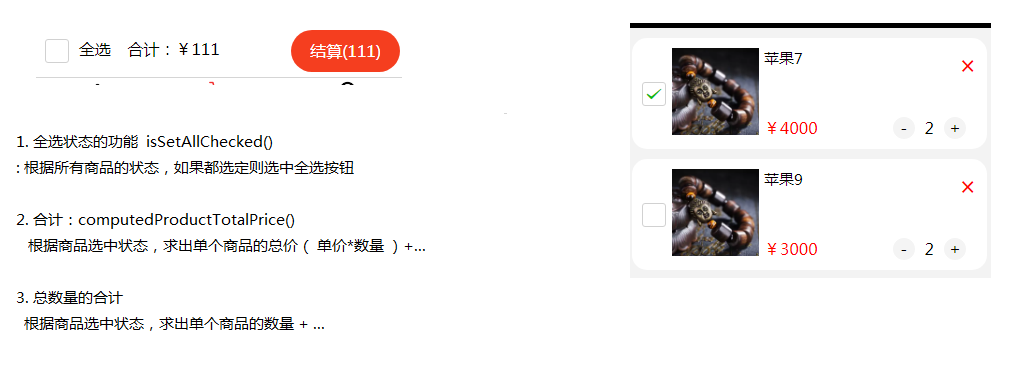 全选 合计：￥111 结算(111)
1. 全选状态的功能 isSetAllChecked()
: 根据所有商品的状态，如果都选定则选中全选按钮
2. 合计：computedProductTotalPrice()
根据商品选中状态，求出单个商品的总价（ 单价*数量 ）+...
3. 总数量的合计
根据商品选中状态，求出单个商品的数量 + ...
苹果7
￥4000 - 2 +
苹果9
￥3000 - 2 +